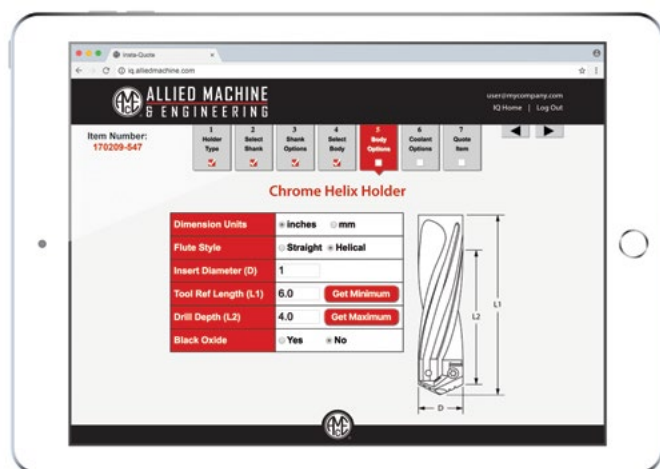 Insta-Quote
iq.alliedmachine.com
AMEC
ALLIED MACHINE
& ENGINEERING
user@mycompany.com
IQ Home | Log Out
Item Number:
170209-547
1 Holder Type
2 Select Shank
3 Shank Options
4 Select Body
5 Body Options
6 Coolant Options
7 Quote Item
Chrome Helix Holder
Dimension Units inches mm
Flute Style Straight Helical
Insert Diameter (D) 1
Tool Ref Length (L1) 6.0 Get Minimum
Drill Depth (L2) 4.0 Get Maximum
Black Oxide Yes No
L1
L2
D
AMEC